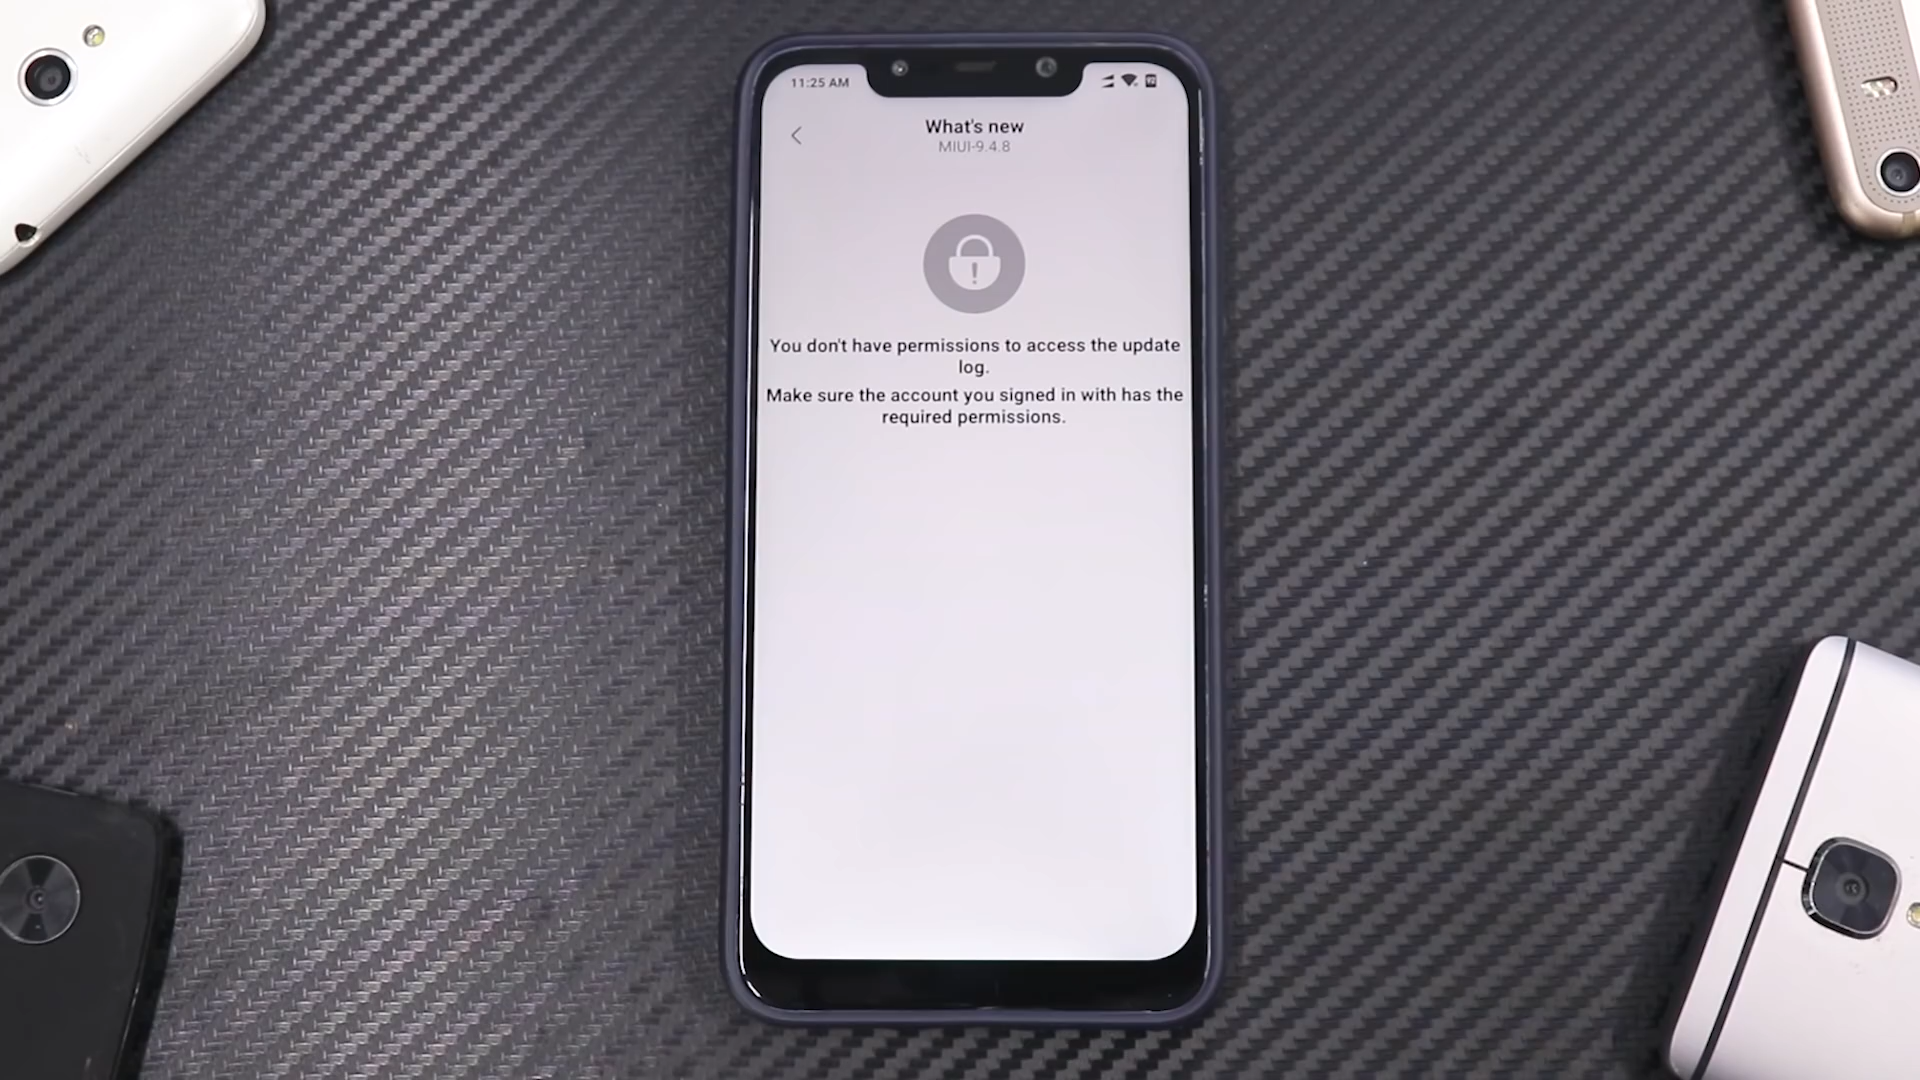 11:25 AM
What's new
MIUI-9.4.8
You don't have permissions to access the update
log.
Make sure the account you signed in with has the
required permissions.